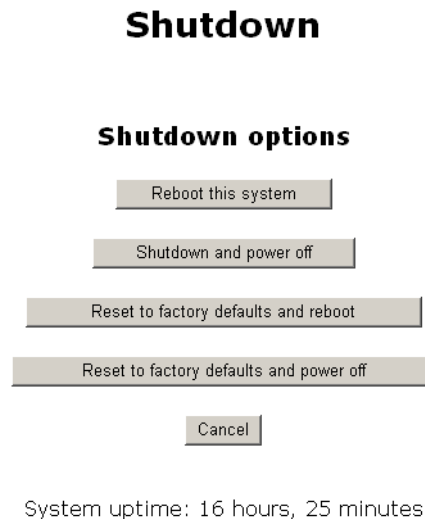 Shutdown
Shutdown options
Reboot this system
Shutdown and power off
Reset to factory defaults and reboot
Reset to factory defaults and power off
Cancel
System uptime: 16 hours, 25 minutes